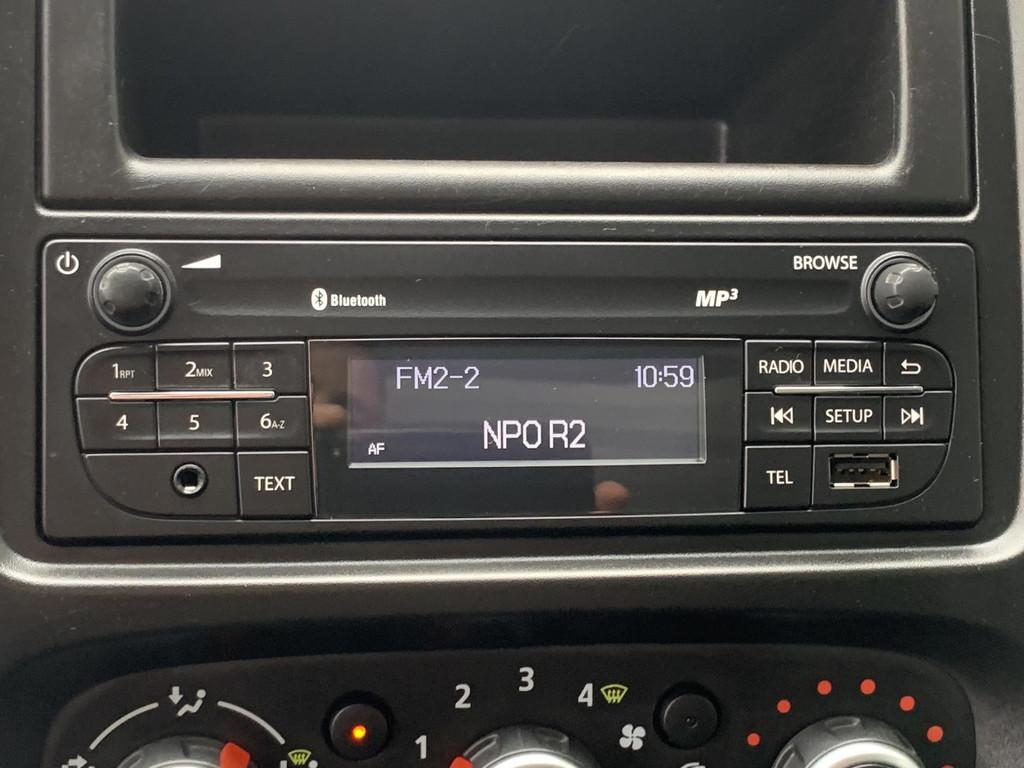 BROWSE
Bluetooth MP3
1RPT 2MIX 3
FM2-2 10:59
RADIO MEDIA
4 5 6A-Z
AF NPO R2
SETUP
TEXT
TEL
1 2 3 4